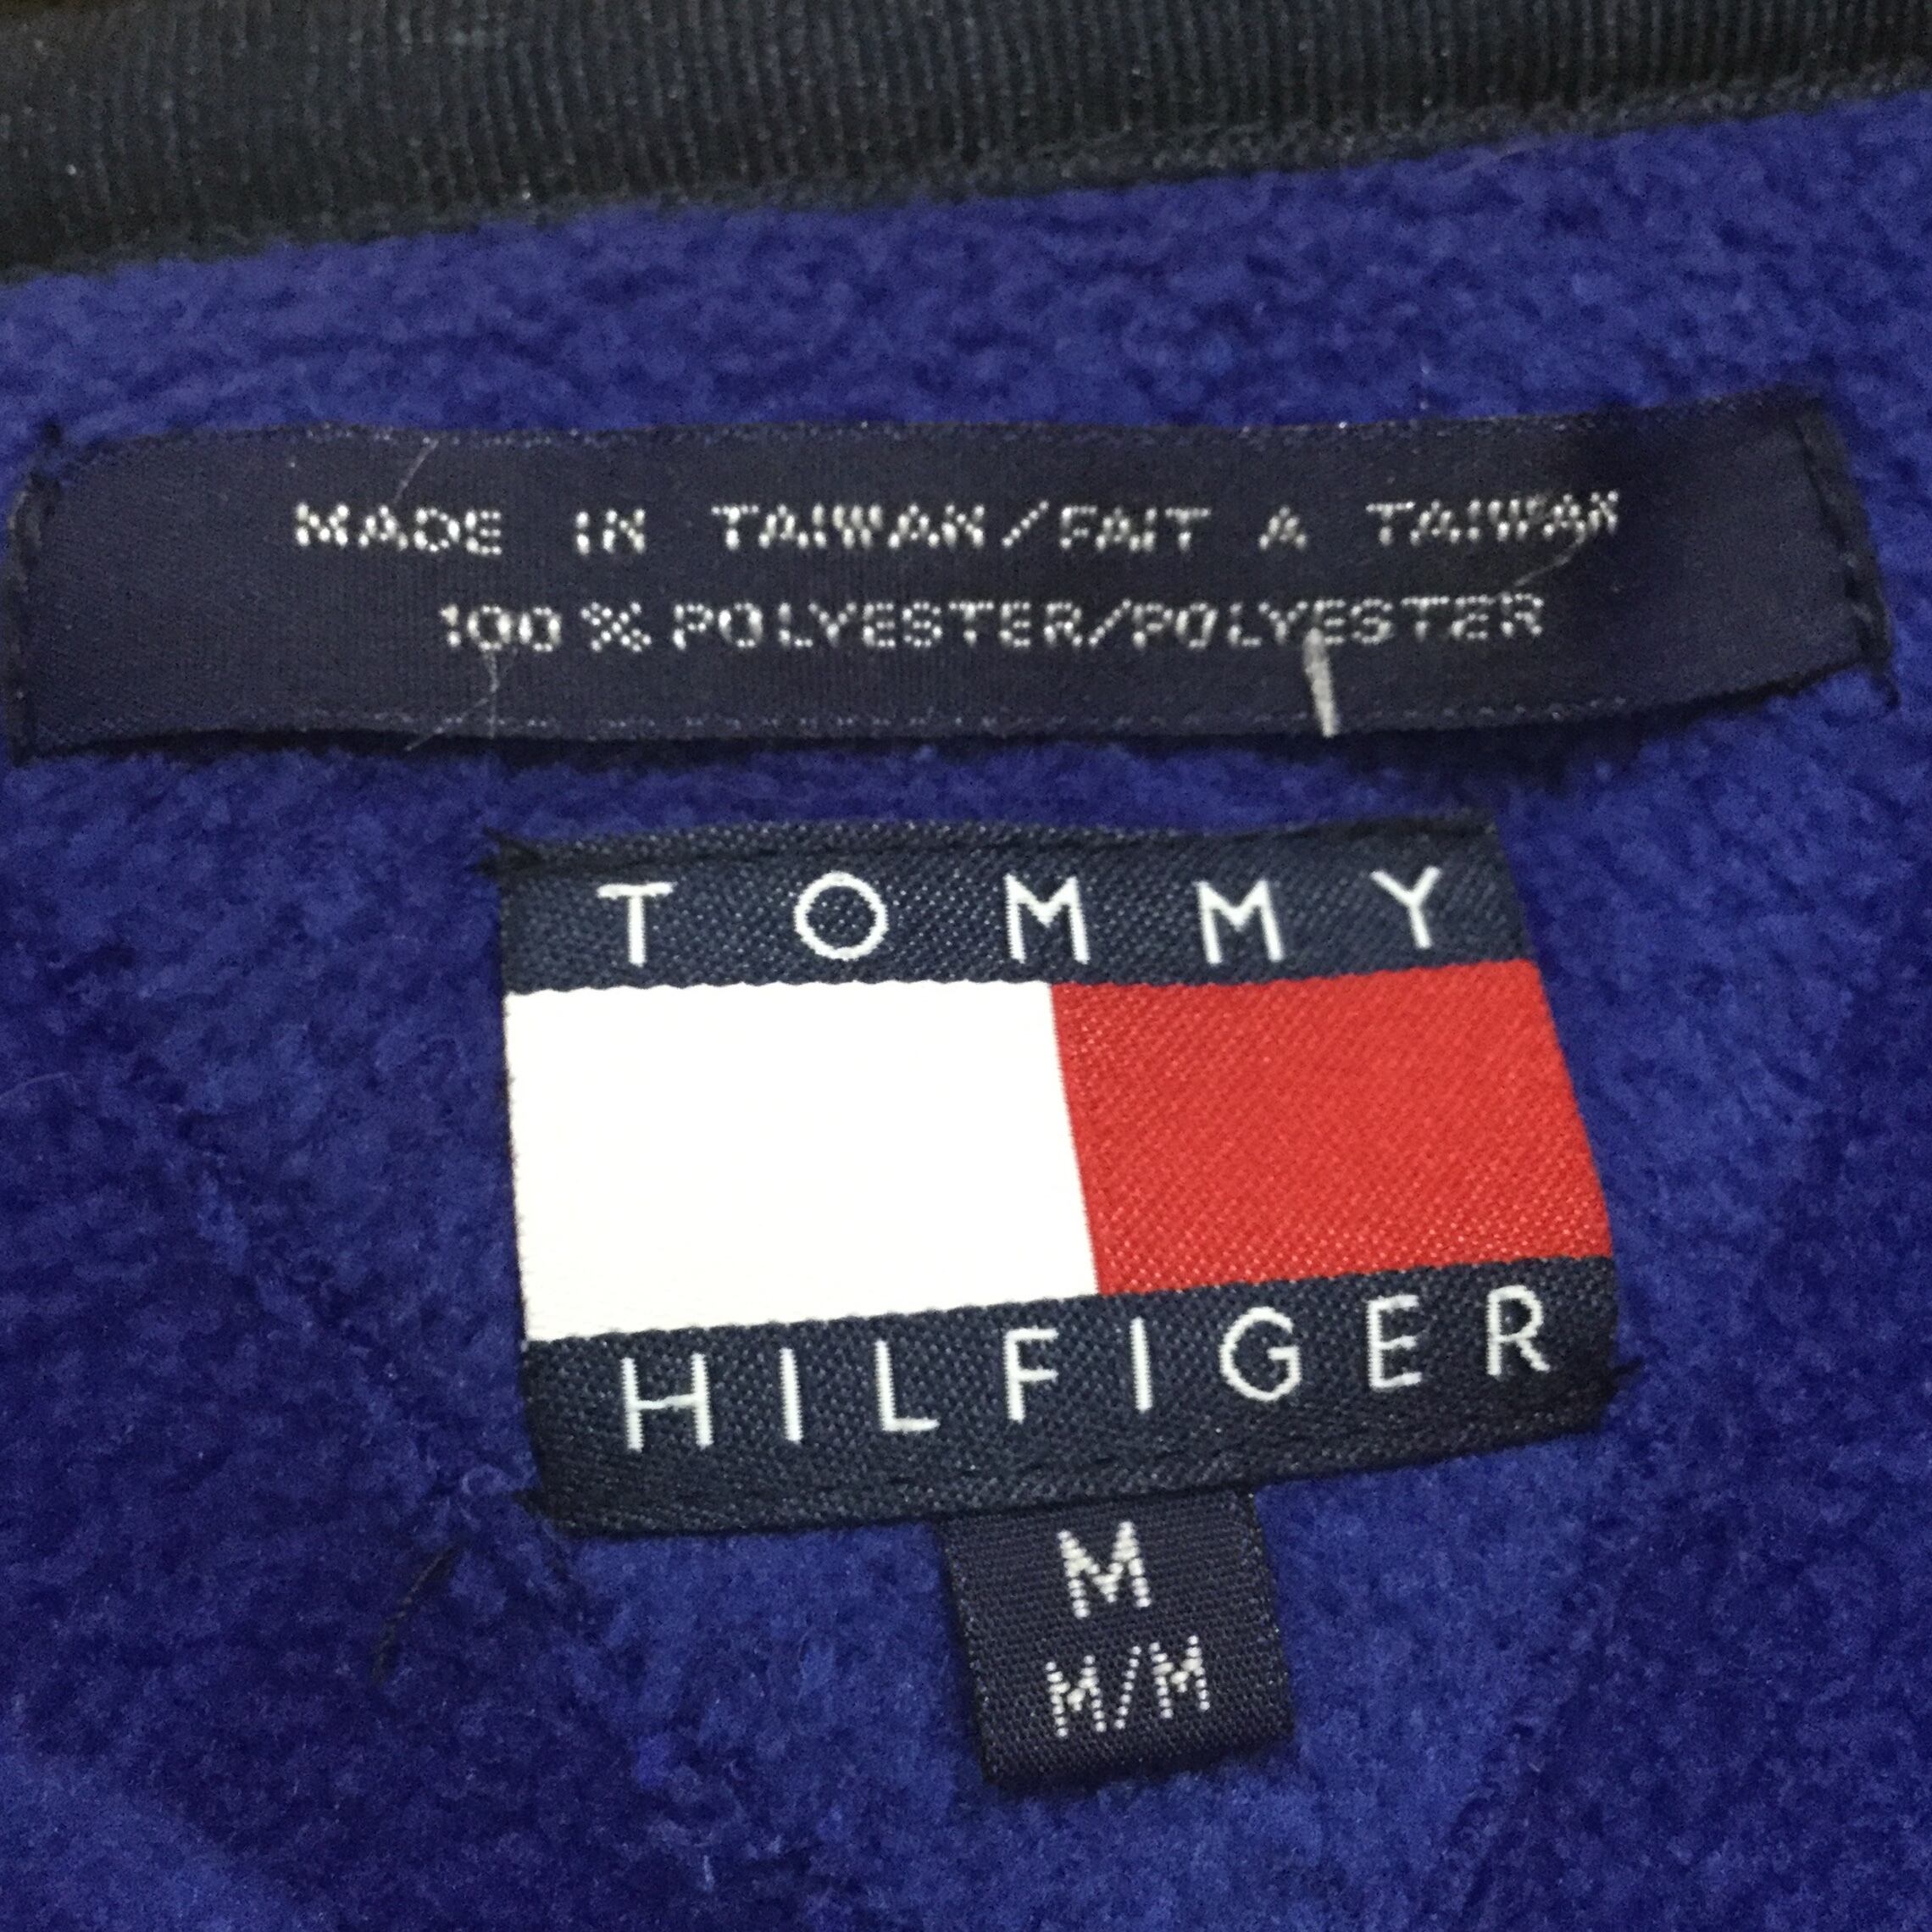 MADE IN TAIWAN/FAIT A TAIWAN
100% POLYESTER/POLYESTER
TOMMY
HILFIGER
M
M/M